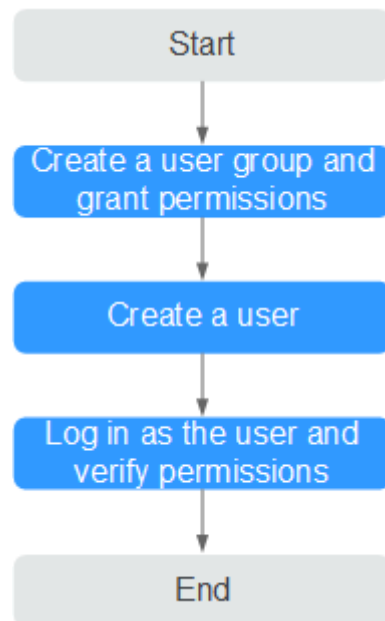 Start
Create a user group and
grant permissions
Create a user
Log in as the user and
verify permissions
End